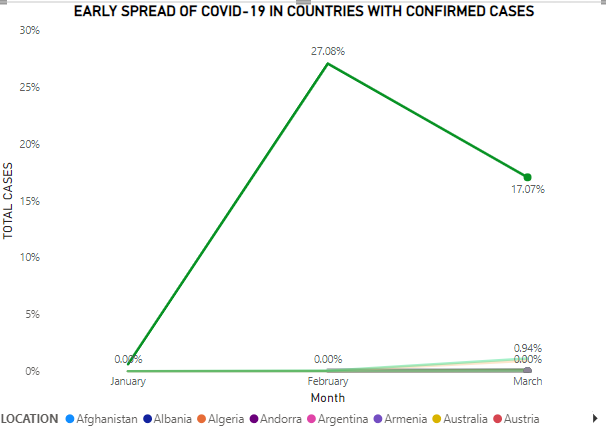 EARLY SPREAD OF COVID-19 IN COUNTRIES WITH CONFIRMED CASES
30%
27.08%
25%
20%
TOTAL CASES
15%
17.07%
10%
5%
0.94%
0.00% 0.00% 0.00%
0%
January February March
Month
LOCATION Afghanistan Albania Algeria Andorra Argentina Armenia Australia Austria